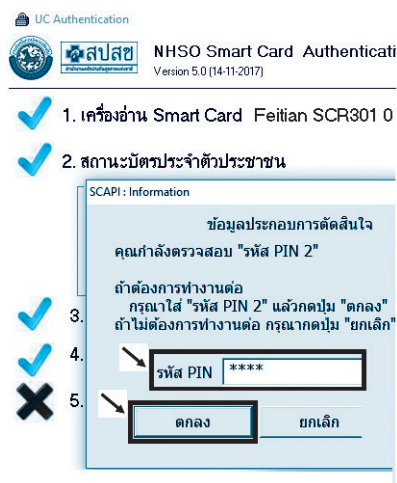 UC Authentication
สปสช NHSO Smart Card Authenticati
Version 5.0 (14-11-2017)
1. เครื่องอ่าน Smart Card Feitian SCR301 0
2. สถานะบัตรประจำตัวประชาชน
SCAPI : Information
ข้อมูลประกอบการตัดสินใจ
คุณกำลังตรวจสอบ "รหัส PIN 2"
ถ้าต้องการทำงานต่อ
กรุณาใส่ "รหัส PIN 2" แล้วกดปุ่ม "ตกลง"
3. ถ้าไม่ต้องการทำงานต่อ กรุณากดปุ่ม "ยกเลิก"
4.
รหัส PIN ****
5.
ตกลง ยกเลิก